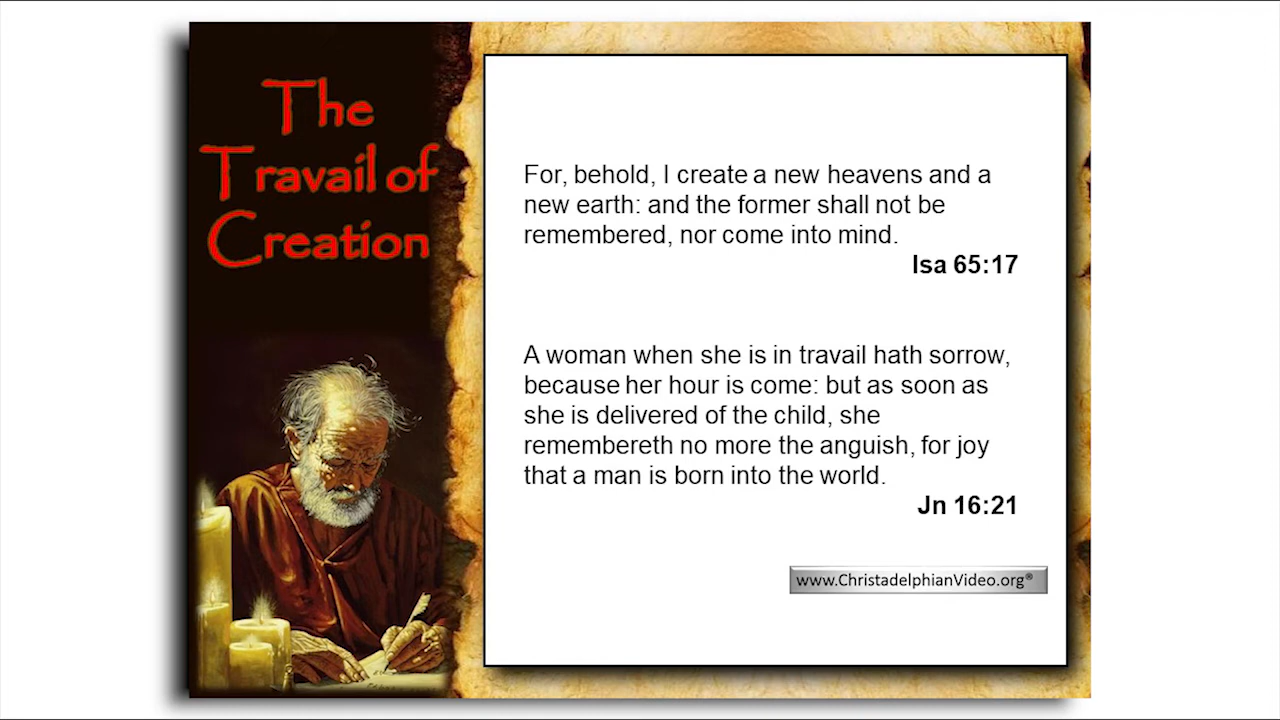 The
Travail of
Creation
For, behold, I create a new heavens and a
new earth: and the former shall not be
remembered, nor come into mind.
Isa 65:17
A woman when she is in travail hath sorrow,
because her hour is come: but as soon as
she is delivered of the child, she
remembereth no more the anguish, for joy
that a man is born into the world.
Jn 16:21
www.ChristadelphianVideo.org®